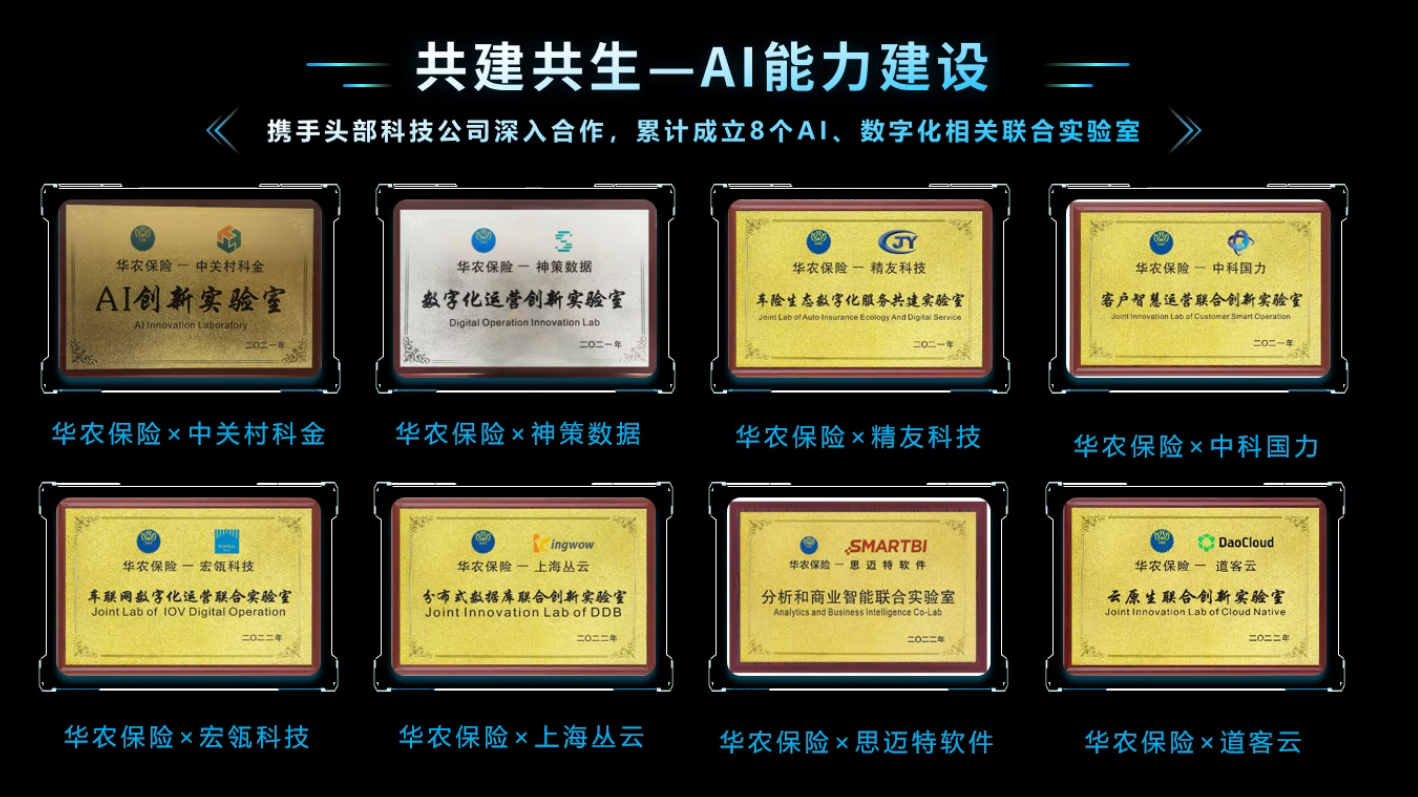 共建共生—AI能力建设
携手头部科技公司深入合作，累计成立8个AI、数字化相关联合实验室
华农保险 — 中关村科金
AI创新实验室
AI Innovation Laboratory
二〇二一年
华农保险×中关村科金
华农保险 — 神策数据
数字化运营创新实验室
Digital Operation Innovation Lab
二〇二一年
华农保险×神策数据
CJY
华农保险 — 精友科技
车险生态数字化服务共建实验室
Joint Lab of Auto Insurance Ecology And Digital Service
二〇二一年
华农保险×精友科技
华农保险 — 中科国力
客户智慧运营联合创新实验室
Joint Innovation Lab of Customer Smart Operation
二〇二一年
华农保险×中科国力
华农保险 — 宏瓴科技
车联网数字化运营联合实验室
Joint Lab of IOV Digital Operation
二〇二二年
华农保险×宏瓴科技
Kingwow
华农保险 — 上海丛云
分布式数据库联合创新实验室
Joint Innovation Lab of DDB
二〇二二年
华农保险×上海丛云
SMARTBI
华农保险 — 思迈特软件
分析和商业智能联合实验室
Analytics and Business Intelligence Co-Lab
二〇二二年
华农保险×思迈特软件
DaoCloud
华农保险 — 道客云
云原生联合创新实验室
Joint Innovation Lab of Cloud Native
二〇二二年
华农保险×道客云